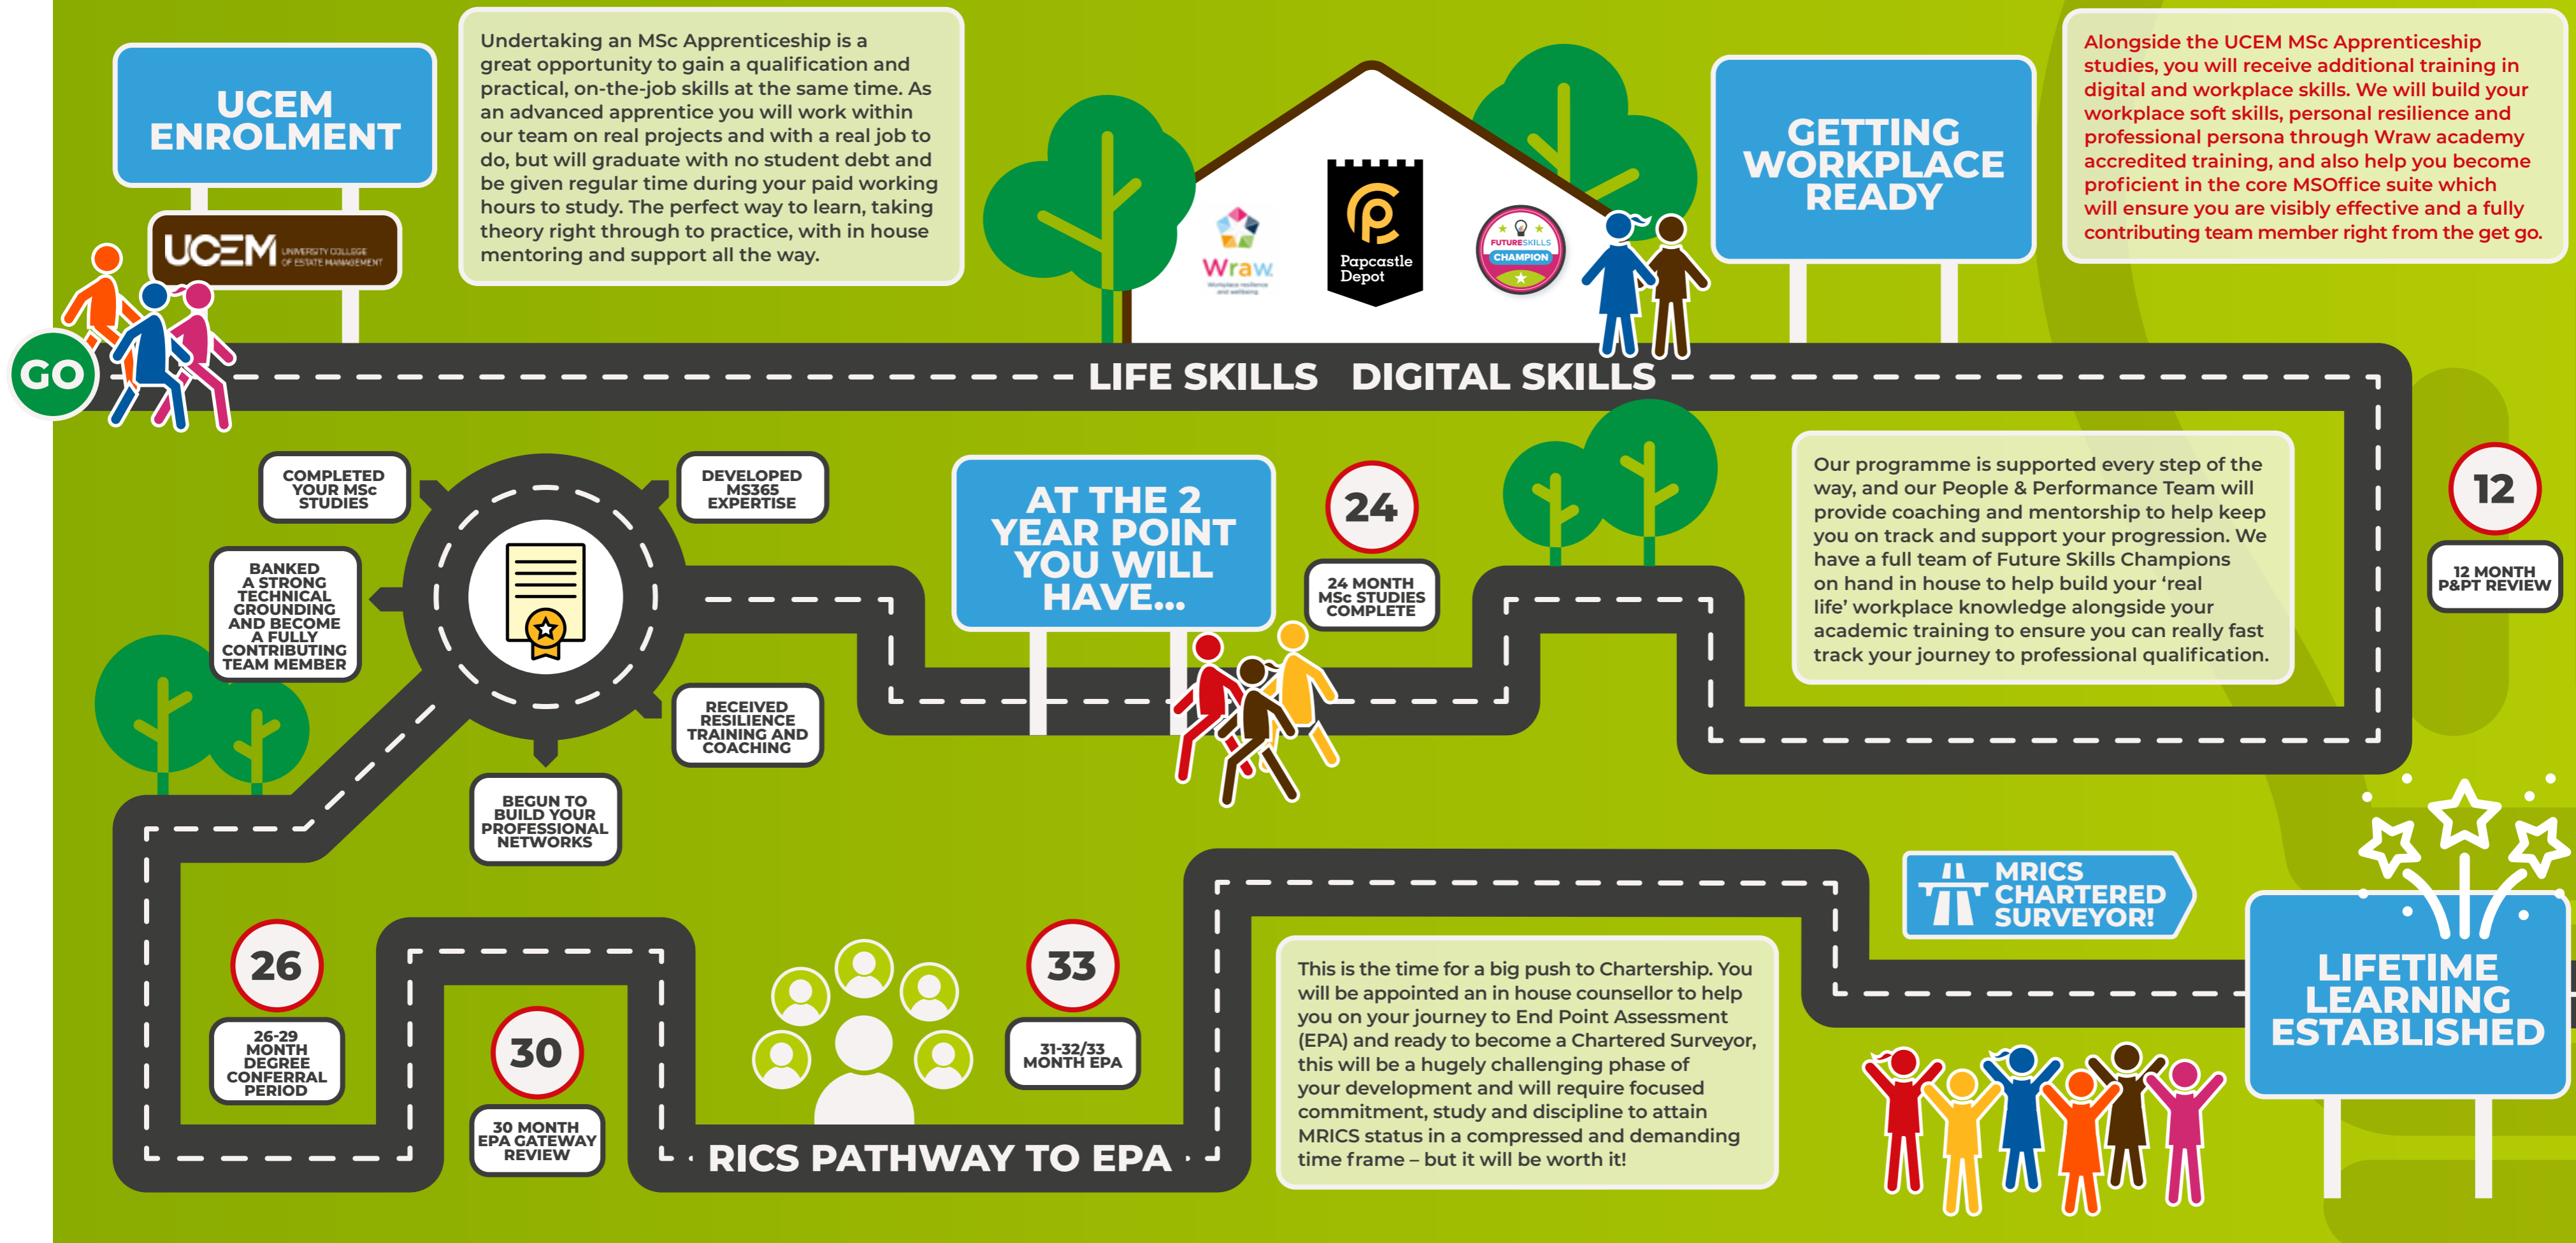 UCEM
ENROLMENT
UCEM
UNIVERSITY COLLEGE
OF ESTATE MANAGEMENT
GO
Undertaking an MSc Apprenticeship is a
great opportunity to gain a qualification and
practical, on-the-job skills at the same time. As
an advanced apprentice you will work within
our team on real projects and with a real job to
do, but will graduate with no student debt and
be given regular time during your paid working
hours to study. The perfect way to learn, taking
theory right through to practice, with in house
mentoring and support all the way.
Wraw
Workplace resilience
and wellbeing
Papcastle
Depot
FUTURESKILLS
CHAMPION
GETTING
WORKPLACE
READY
Alongside the UCEM MSc Apprenticeship
studies, you will receive additional training in
digital and workplace skills. We will build your
workplace soft skills, personal resilience and
professional persona through Wraw academy
accredited training, and also help you become
proficient in the core MSOffice suite which
will ensure you are visibly effective and a fully
contributing team member right from the get go.
LIFE SKILLS DIGITAL SKILLS
12
12 MONTH
P&PT REVIEW
Our programme is supported every step of the
way, and our People & Performance Team will
provide coaching and mentorship to help keep
you on track and support your progression. We
have a full team of Future Skills Champions
on hand in house to help build your ‘real
life’ workplace knowledge alongside your
academic training to ensure you can really fast
track your journey to professional qualification.
24
24 MONTH
MSc STUDIES
COMPLETE
AT THE 2
YEAR POINT
YOU WILL
HAVE...
DEVELOPED
MS365
EXPERTISE
COMPLETED
YOUR MSc
STUDIES
BANKED
A STRONG
TECHNICAL
GROUNDING
AND BECOME
A FULLY
CONTRIBUTING
TEAM MEMBER
RECEIVED
RESILIENCE
TRAINING AND
COACHING
BEGUN TO
BUILD YOUR
PROFESSIONAL
NETWORKS
26
26-29
MONTH
DEGREE
CONFERRAL
PERIOD
30
30 MONTH
EPA GATEWAY
REVIEW
33
31-32/33
MONTH EPA
RICS PATHWAY TO EPA
This is the time for a big push to Chartership. You
will be appointed an in house counsellor to help
you on your journey to End Point Assessment
(EPA) and ready to become a Chartered Surveyor,
this will be a hugely challenging phase of
your development and will require focused
commitment, study and discipline to attain
MRICS status in a compressed and demanding
time frame – but it will be worth it!
MRICS
CHARTERED
SURVEYOR!
LIFETIME
LEARNING
ESTABLISHED